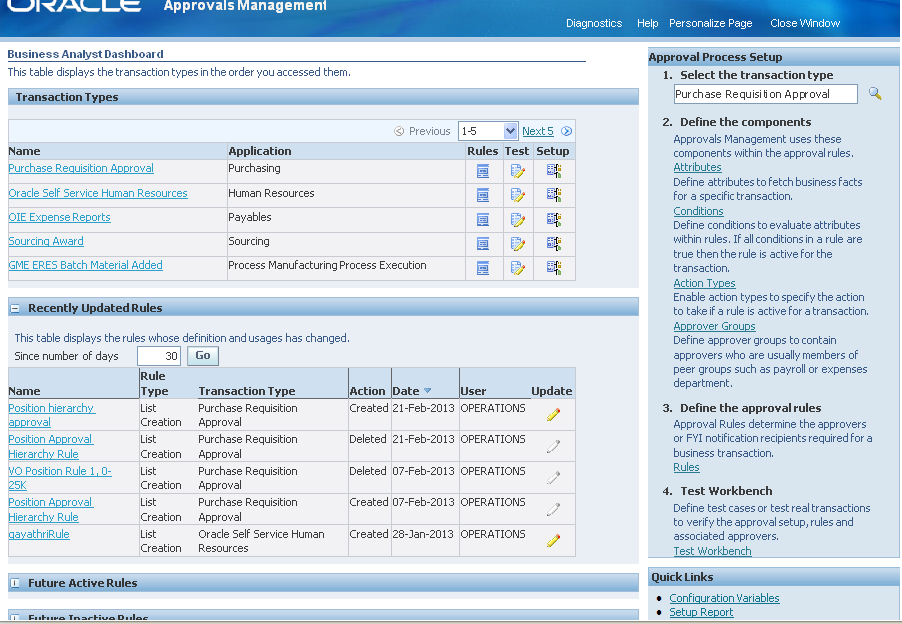 ORACLE Approvals Management
Diagnostics Help Personalize Page Close Window
Business Analyst Dashboard
This table displays the transaction types in the order you accessed them.
Transaction Types
Previous 1-5 Next 5
Name Application Rules Test Setup
Purchase Requisition Approval Purchasing
Oracle Self Service Human Resources Human Resources
OIE Expense Reports Payables
Sourcing Award Sourcing
GME ERES Batch Material Added Process Manufacturing Process Execution
Recently Updated Rules
This table displays the rules whose definition and usages has changed.
Since number of days 30 Go
Rule
Name Type Transaction Type Action Date User Update
Position hierarchy List Purchase Requisition Created 21-Feb-2013 OPERATIONS
approval Creation Approval
Position Approval List Purchase Requisition Deleted 21-Feb-2013 OPERATIONS
Hierarchy Rule Creation Approval
VO Position Rule 1, 0- List Purchase Requisition Deleted 07-Feb-2013 OPERATIONS
25K Creation Approval
Position Approval List Purchase Requisition Created 07-Feb-2013 OPERATIONS
Hierarchy Rule Creation Approval
gayathriRule List Oracle Self Service Human Created 28-Jan-2013 OPERATIONS
Creation Resources
Future Active Rules
Future Inactive Rules
Approval Process Setup
1. Select the transaction type
Purchase Requisition Approval
2. Define the components
Approvals Management uses these
components within the approval rules.
Attributes
Define attributes to fetch business facts
for a specific transaction.
Conditions
Define conditions to evaluate attributes
within rules. If all conditions in a rule are
true then the rule is active for the
transaction.
Action Types
Enable action types to specify the action
to take if a rule is active for a transaction.
Approver Groups
Define approver groups to contain
approvers who are usually members of
peer groups such as payroll or expenses
department.
3. Define the approval rules
Approval Rules determine the approvers
or FYI notification recipients required for a
business transaction.
Rules
4. Test Workbench
Define test cases or test real transactions
to verify the approval setup, rules and
associated approvers.
Test Workbench
Quick Links
• Configuration Variables
• Setup Report